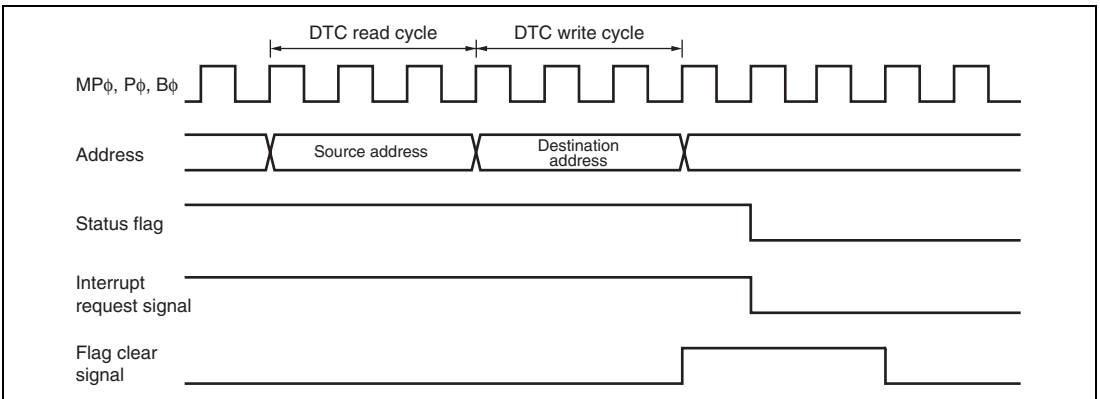 DTC read cycle DTC write cycle
MPϕ, Pϕ, Bϕ
Address
Source address
Destination
address
Status flag
Interrupt
request signal
Flag clear
signal